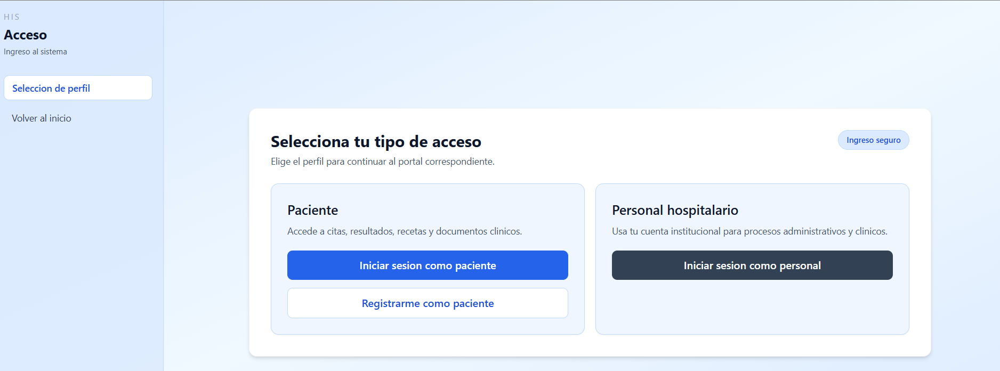 HIS
Acceso
Ingreso al sistema
Seleccion de perfil
Volver al inicio
Selecciona tu tipo de acceso
Ingreso seguro
Elige el perfil para continuar al portal correspondiente.
Paciente
Accede a citas, resultados, recetas y documentos clinicos.
Iniciar sesion como paciente
Registrarme como paciente
Personal hospitalario
Usa tu cuenta institucional para procesos administrativos y clinicos.
Iniciar sesion como personal